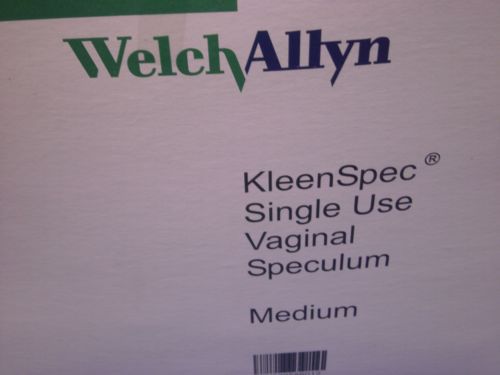 WelchAllyn
KleenSpec®
Single Use
Vaginal
Speculum
Medium